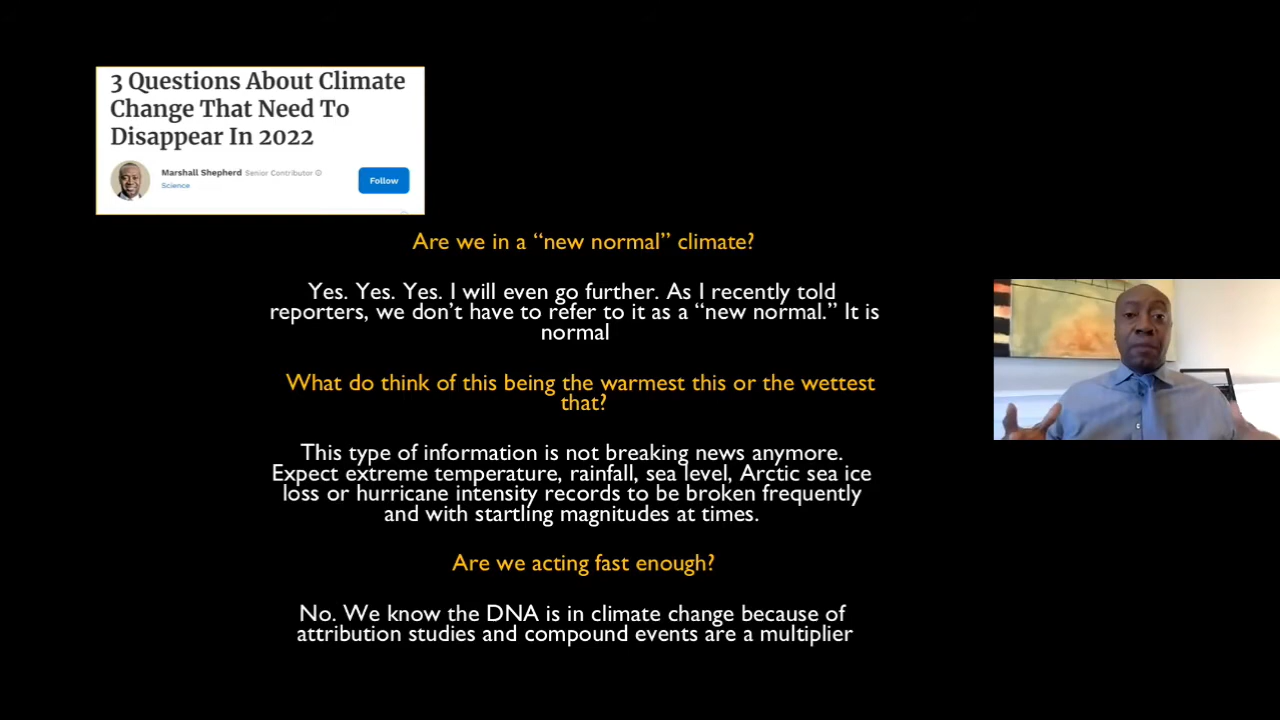 3 Questions About Climate
Change That Need To
Disappear In 2022
Marshall Shepherd Senior Contributor
Science
Follow
Are we in a “new normal” climate?
Yes. Yes. Yes. I will even go further. As I recently told
reporters, we don’t have to refer to it as a “new normal.” It is
normal
What do think of this being the warmest this or the wettest
that?
This type of information is not breaking news anymore.
Expect extreme temperature, rainfall, sea level, Arctic sea ice
loss or hurricane intensity records to be broken frequently
and with startling magnitudes at times.
Are we acting fast enough?
No. We know the DNA is in climate change because of
attribution studies and compound events are a multiplier